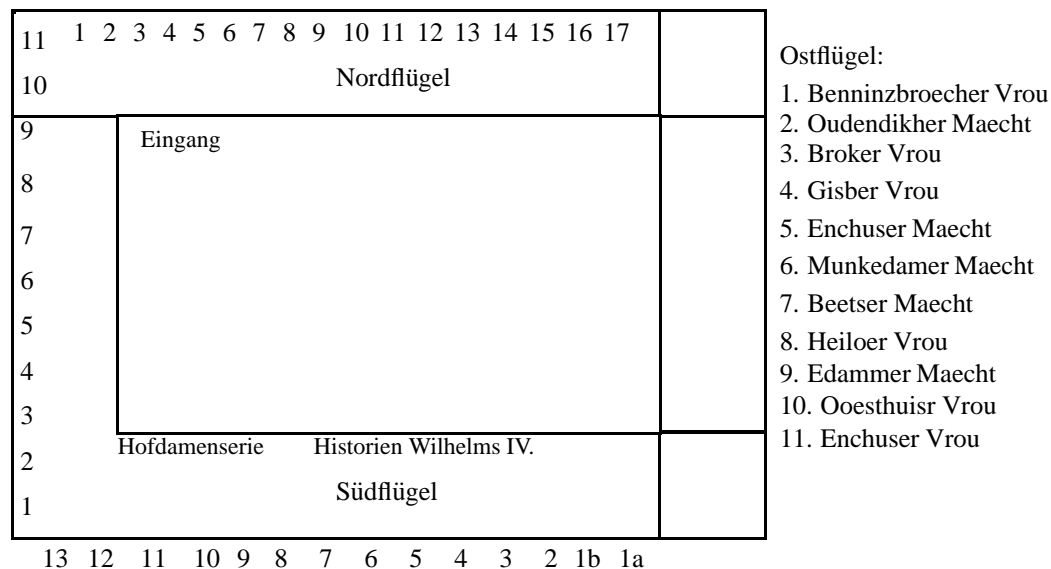 1 2 3 4 5 6 7 8 9 10 11 12 13 14 15 16 17
11
Nordflügel
10
9
Eingang
8
7
6
5
4
3
Hofdamenserie Historien Wilhelms IV.
2
Südflügel
1
13 12 11 10 9 8 7 6 5 4 3 2 1b 1a
Ostflügel:
1. Benninzbroecher Vrou
2. Oudendikher Maecht
3. Broker Vrou
4. Gisber Vrou
5. Enchuser Maecht
6. Munkedamer Maecht
7. Beetser Maecht
8. Heiloer Vrou
9. Edammer Maecht
10. Ooesthuisr Vrou
11. Enchuser Vrou